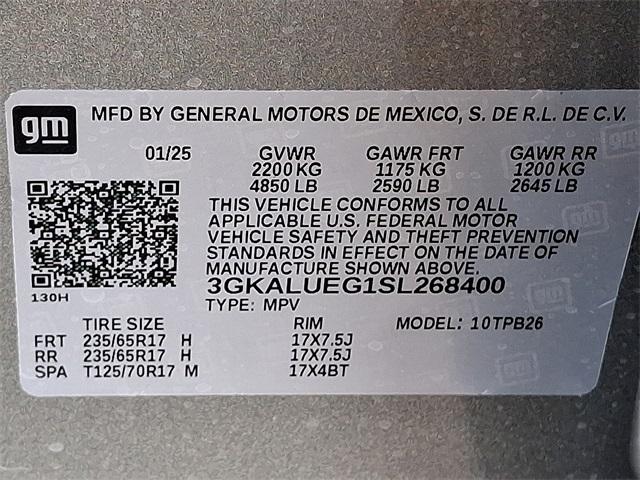 gm MFD BY GENERAL MOTORS DE MEXICO, S. DE R.L. DE C.V.
01/25 GVWR GAWR FRT GAWR RR
2200 KG 1175 KG 1200 KG
4850 LB 2590 LB 2645 LB
THIS VEHICLE CONFORMS TO ALL
APPLICABLE U.S. FEDERAL MOTOR
VEHICLE SAFETY AND THEFT PREVENTION
STANDARDS IN EFFECT ON THE DATE OF
MANUFACTURE SHOWN ABOVE.
3GKALUEG1SL268400
130H
TYPE: MPV
TIRE SIZE RIM MODEL: 10TPB26
FRT 235/65R17 H 17X7.5J
RR 235/65R17 H 17X7.5J
SPA T125/70R17 M 17X4BT